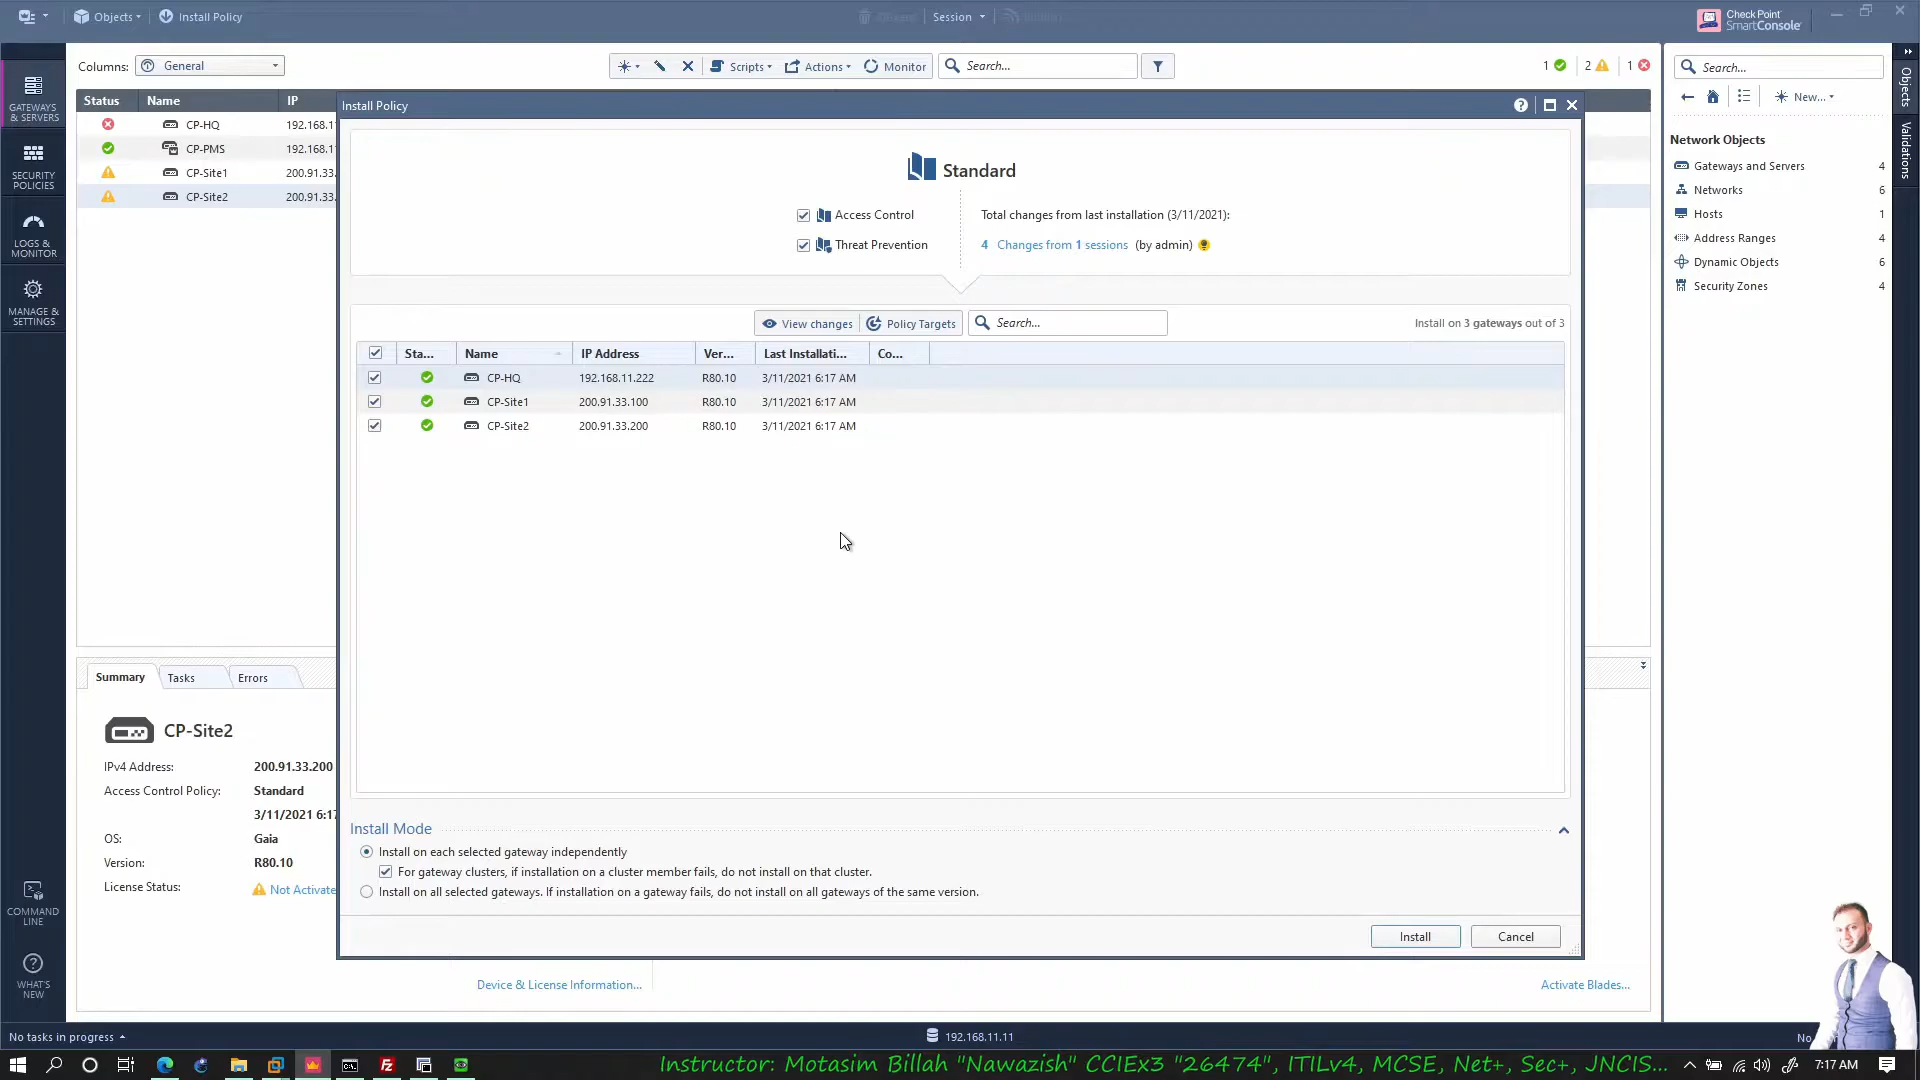 Objects
Install Policy
Session
Check Point
SmartConsole
Columns: General
Scripts
Actions
Monitor
Search...
1
2
1
Search...
GATEWAYS
& SERVERS
SECURITY
POLICIES
LOGS &
MONITOR
MANAGE &
SETTINGS
COMMAND
LINE
WHAT'S
NEW
Status Name IP
CP-HQ 192.168.1
CP-PMS 192.168.1
CP-Site1 200.91.33.
CP-Site2 200.91.33.
Install Policy
Standard
Access Control
Threat Prevention
Total changes from last installation (3/11/2021):
4 Changes from 1 sessions (by admin)
View changes
Policy Targets
Search...
Install on 3 gateways out of 3
Sta... Name IP Address Ver... Last Installati... Co...
CP-HQ 192.168.11.222 R80.10 3/11/2021 6:17 AM
CP-Site1 200.91.33.100 R80.10 3/11/2021 6:17 AM
CP-Site2 200.91.33.200 R80.10 3/11/2021 6:17 AM
Install Mode
Install on each selected gateway independently
For gateway clusters, if installation on a cluster member fails, do not install on that cluster.
Install on all selected gateways. If installation on a gateway fails, do not install on all gateways of the same version.
Install
Cancel
Summary
Tasks
Errors
CP-Site2
IPv4 Address: 200.91.33.200
Access Control Policy: Standard
3/11/2021 6:17
OS: Gaia
Version: R80.10
License Status: Not Activate
Device & License Information...
Activate Blades...
New...
Network Objects
Gateways and Servers 4
Networks 6
Hosts 1
Address Ranges 4
Dynamic Objects 6
Security Zones 4
Objects
Validations
No tasks in progress
192.168.11.11
No
Instructor: Motasim Billah "Nawazish" CCIEx3 "26474", ITILv4, MCSE, Net+, Sec+, JNCIS...
7:17 AM